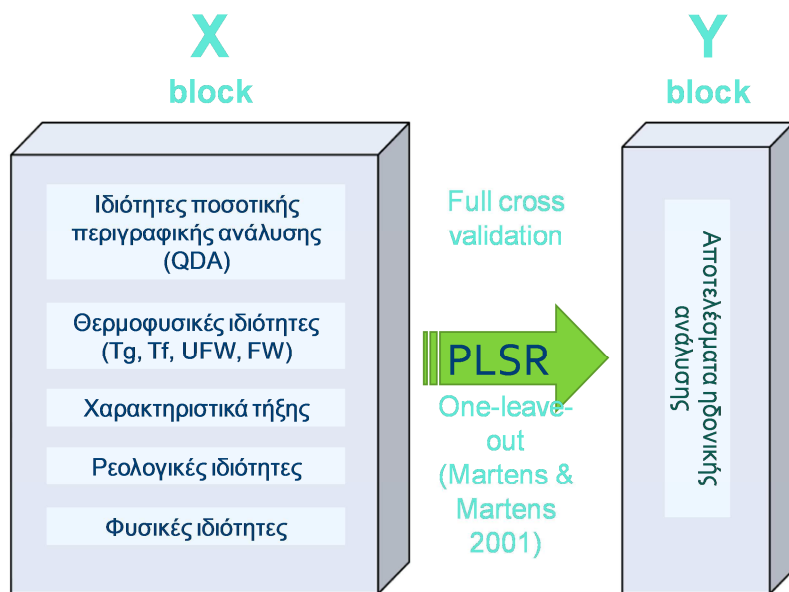 X
block
Ιδιότητες ποσοτικής
περιγραφικής ανάλυσης
(QDA)
Θερμοφυσικές ιδιότητες
(Tg, Tf, UFW, FW)
Χαρακτηριστικά τήξης
Ρεολογικές ιδιότητες
Φυσικές ιδιότητες
Full cross
validation
PLSR
One-leave-
out
(Martens &
Martens
2001)
Y
block
Αποτελέσματα ηδονικής
ανάλυσης